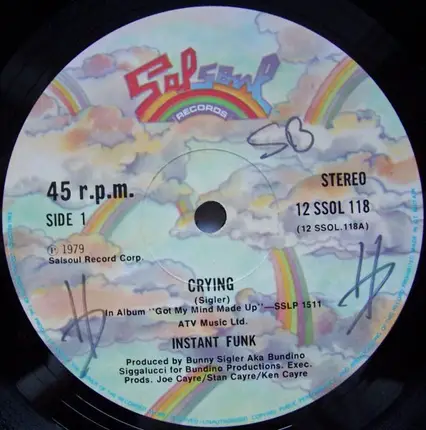 Salsoul
RECORDS
SB
45 r.p.m.
SIDE 1
STEREO
12 SSOL 118
(12 SSOL.118A)
℗ 1979
Salsoul Record Corp.
CRYING
(Sigler)
In Album "Got My Mind Made Up"—SSLP 1511
ATV Music Ltd.
INSTANT FUNK
Produced by Bunny Sigler Aka Bundino
Siggalucci for Bundino Productions. Exec.
Prods. Joe Cayre/Stan Cayre/Ken Cayre